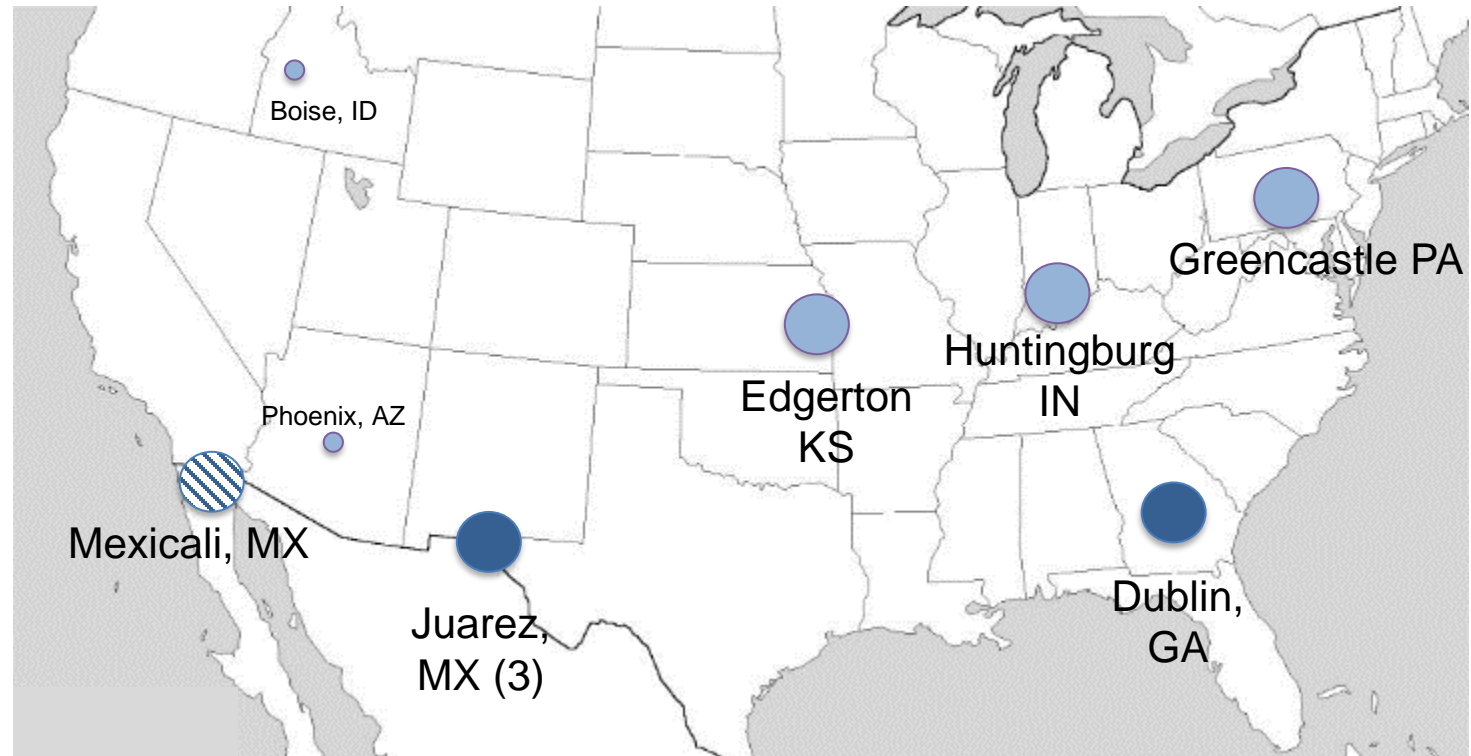 Boise, ID
Greencastle PA
Huntingburg
IN
Edgerton
KS
Phoenix, AZ
Mexicali, MX
Juarez,
MX (3)
Dublin,
GA